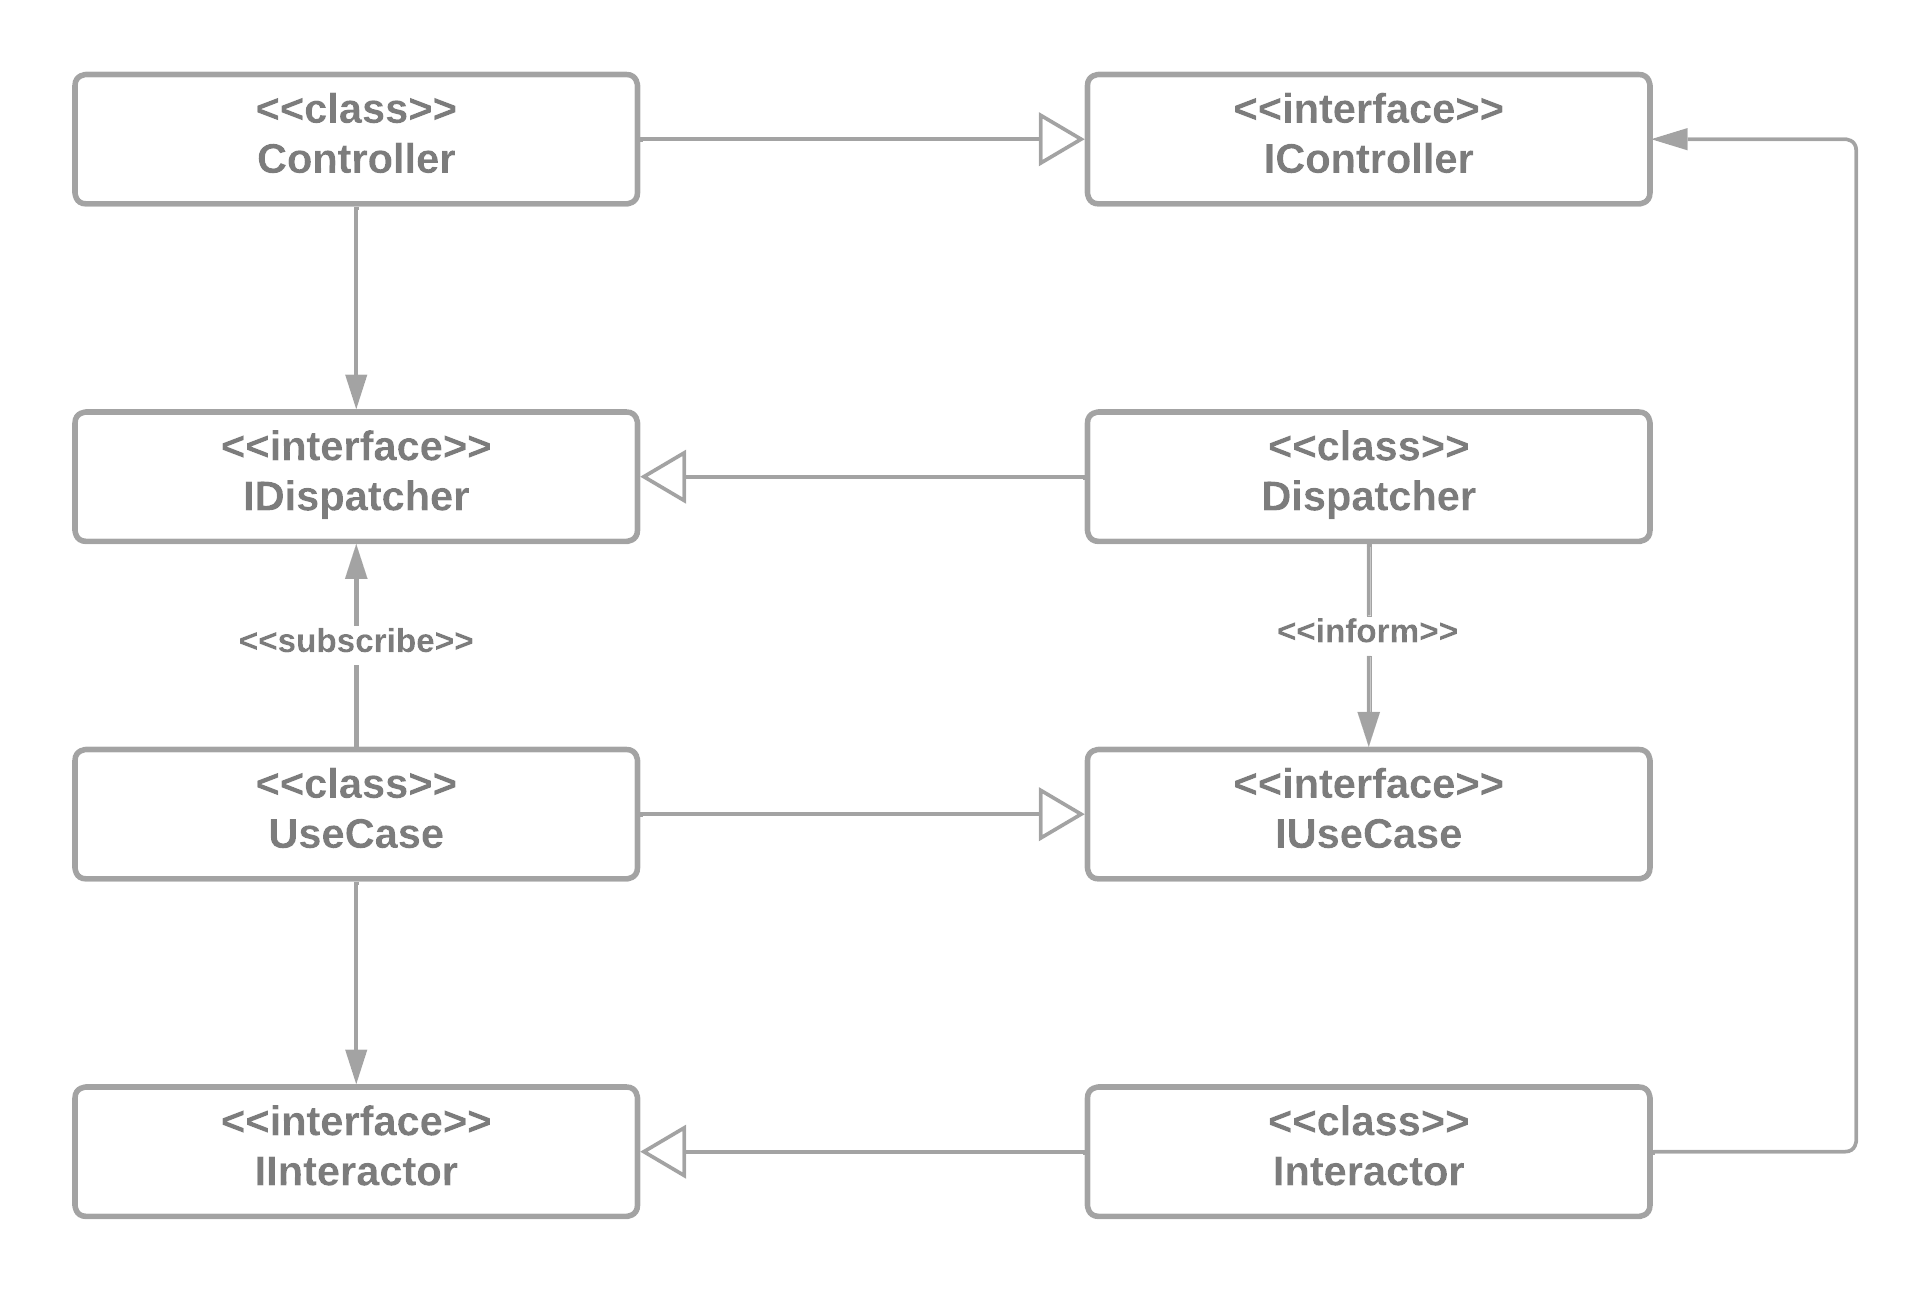 <<class>>
Controller
<<interface>>
IController
<<interface>>
IDispatcher
<<class>>
Dispatcher
<<subscribe>>
<<inform>>
<<class>>
UseCase
<<interface>>
IUseCase
<<interface>>
IInteractor
<<class>>
Interactor